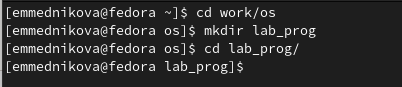 [emmednikova@fedora ~]$ cd work/os
[emmednikova@fedora os]$ mkdir lab_prog
[emmednikova@fedora os]$ cd lab_prog/
[emmednikova@fedora lab_prog]$